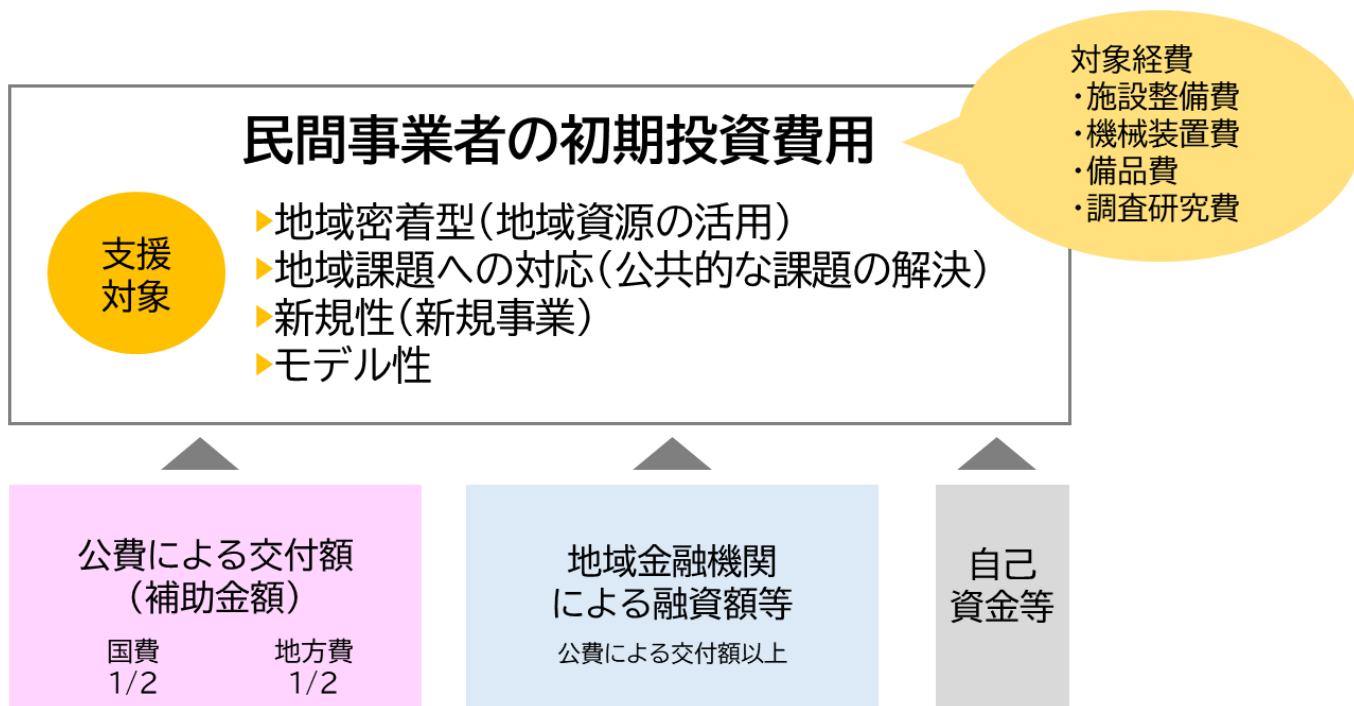 対象経費
・施設整備費
・機械装置費
・備品費
・調査研究費
民間事業者の初期投資費用
支援
対象
▶地域密着型(地域資源の活用)
▶地域課題への対応(公共的な課題の解決)
▶新規性(新規事業)
▶モデル性
公費による交付額
(補助金額)
国費
1/2
地方費
1/2
地域金融機関
による融資額等
公費による交付額以上
自己
資金等